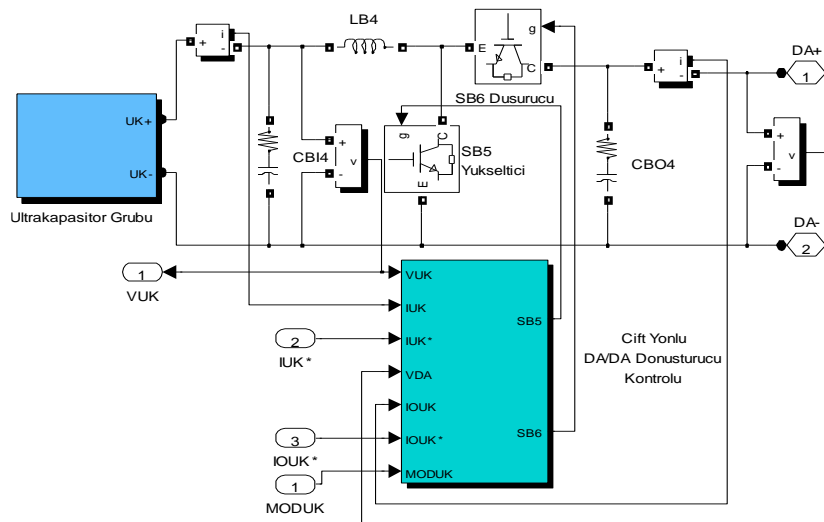 LB4
i
+
-
E
g
C
+
i
-
DA+
1
UK+
UK-
Ultrakapasitor Grubu
CBI4
+
v
-
SB6 Dusurucu
g
C
E
SB5
Yukseltici
CBO4
+
v
-
DA-
2
1
VUK
VUK
IUK
2
IUK*
IUK*
VDA
IOUK
3
IOUK*
IOUK*
1
MODUK
MODUK
SB5
SB6
Cift Yonlu
DA/DA Donusturucu
Kontrolu